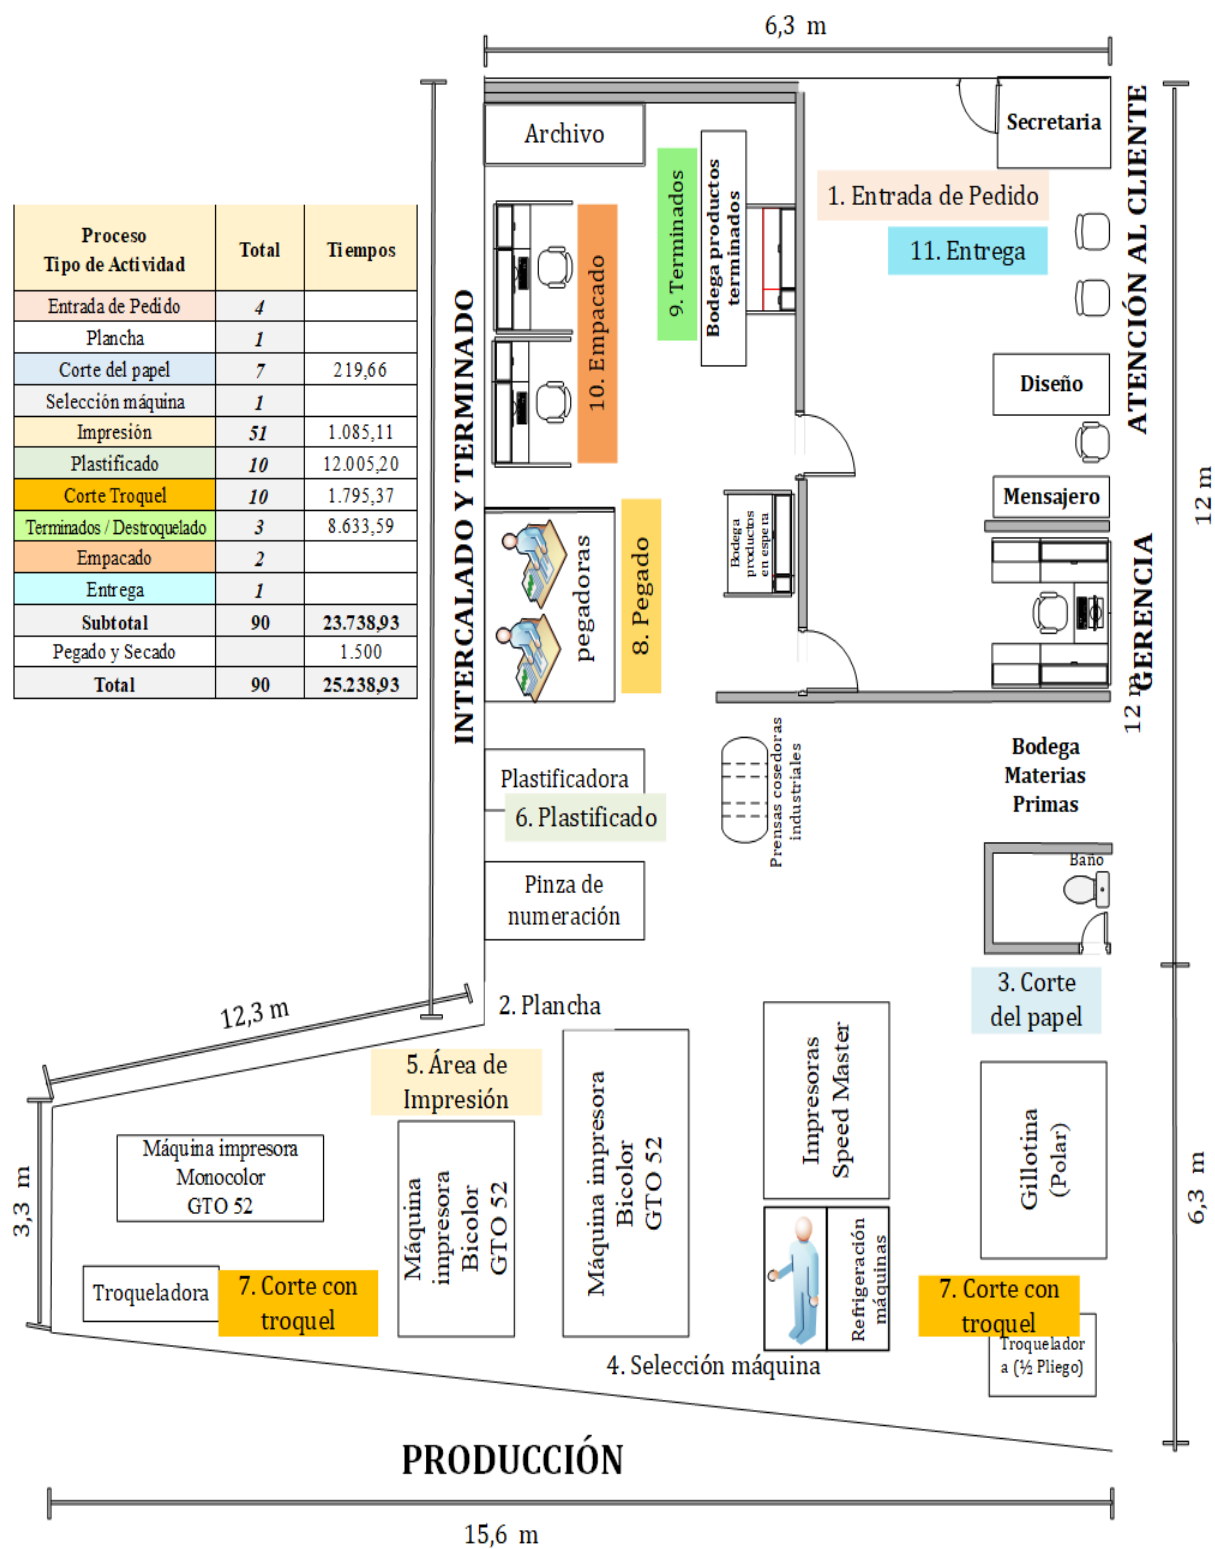 6,3 m
Archivo
Secretaria
1. Entrada de Pedido
11. Entrega
9. Terminados
Bodega productos
terminados
10. Empacado
ATENCIÓN AL CLIENTE
Diseño
Mensajero
12 m
Proceso
Tipo de Actividad
Total
Tiempos
Entrada de Pedido 4
Plancha 1
Corte del papel 7 219,66
Selección máquina 1
Impresión 51 1.085,11
Plastificado 10 12.005,20
Corte Troquel 10 1.795,37
Terminados / Destroquelado 3 8.633,59
Empacado 2
Entrega 1
Subtotal 90 23.738,93
Pegado y Secado 1.500
Total 90 25.238,93
INTERCALADO Y TERMINADO
pegadoras
8. Pegado
Bodega
productos
en espera
GERENCIA
12 m
Plastificadora
6. Plastificado
Prensas cosedoras
industriales
Bodega
Materias
Primas
Baño
Pinza de
numeración
12,3 m
2. Plancha
3. Corte
del papel
5. Área de
Impresión
Máquina impresora
Monocolor
GTO 52
Máquina
impresora
Bicolor
GTO 52
Máquina impresora
Bicolor
GTO 52
Impresoras
Speed Master
Gillotina
(Polar)
3,3 m
6,3 m
Troqueladora
7. Corte con
troquel
Refrigeración
máquinas
7. Corte con
troquel
Troquelador
a (½ Pliego)
4. Selección máquina
PRODUCCIÓN
15,6 m